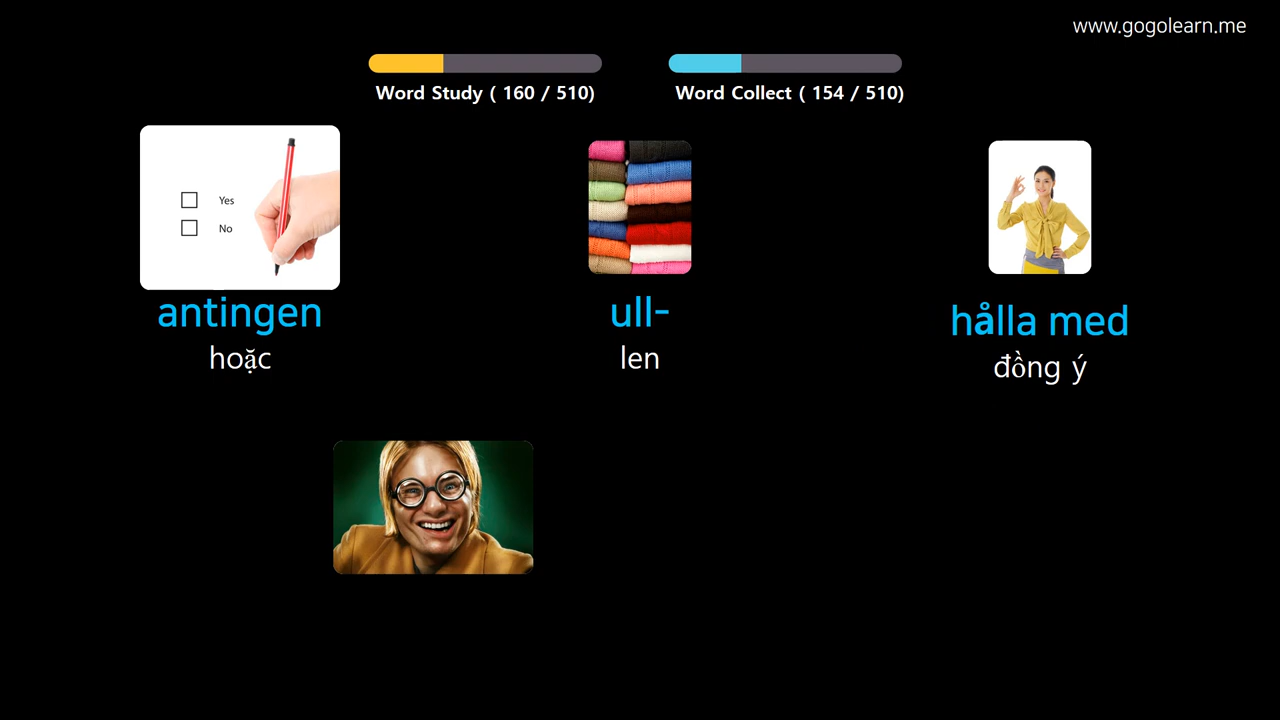 www.gogolearn.me
Word Study ( 160 / 510)
Word Collect ( 154 / 510)
Yes
No
antingen
hoặc
ull-
len
hålla med
đồng ý